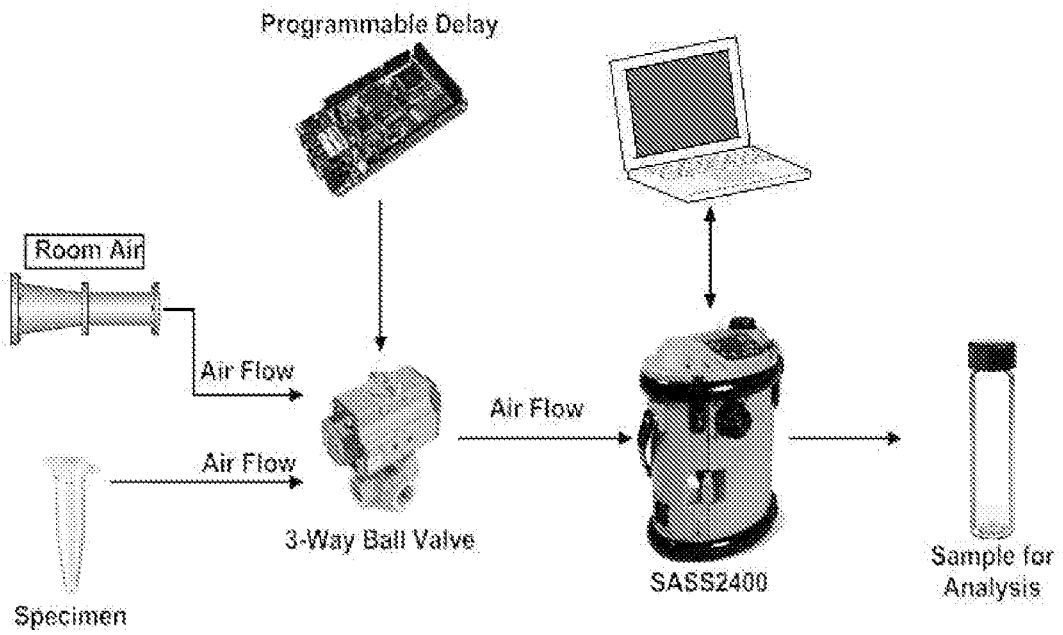 Programmable Delay
Room Air
Air Flow
Air Flow
Air Flow
3-Way Ball Valve
SASS2400
Specimen
Sample for
Analysis